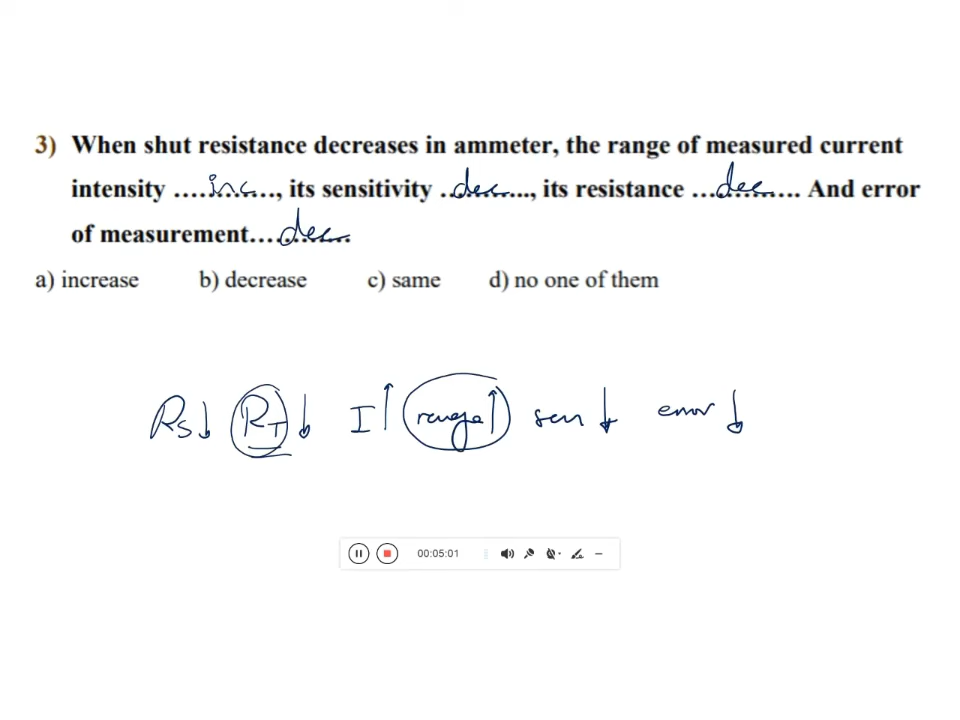 3) When shut resistance decreases in ammeter, the range of measured current
intensity ....inc..., its sensitivity ..dec...., its resistance ...dec..... And error
of measurement....dec....
a) increase b) decrease c) same d) no one of them
Rs↓ RT↓ I↑ range↑ sen↓ error↓
00:05:01